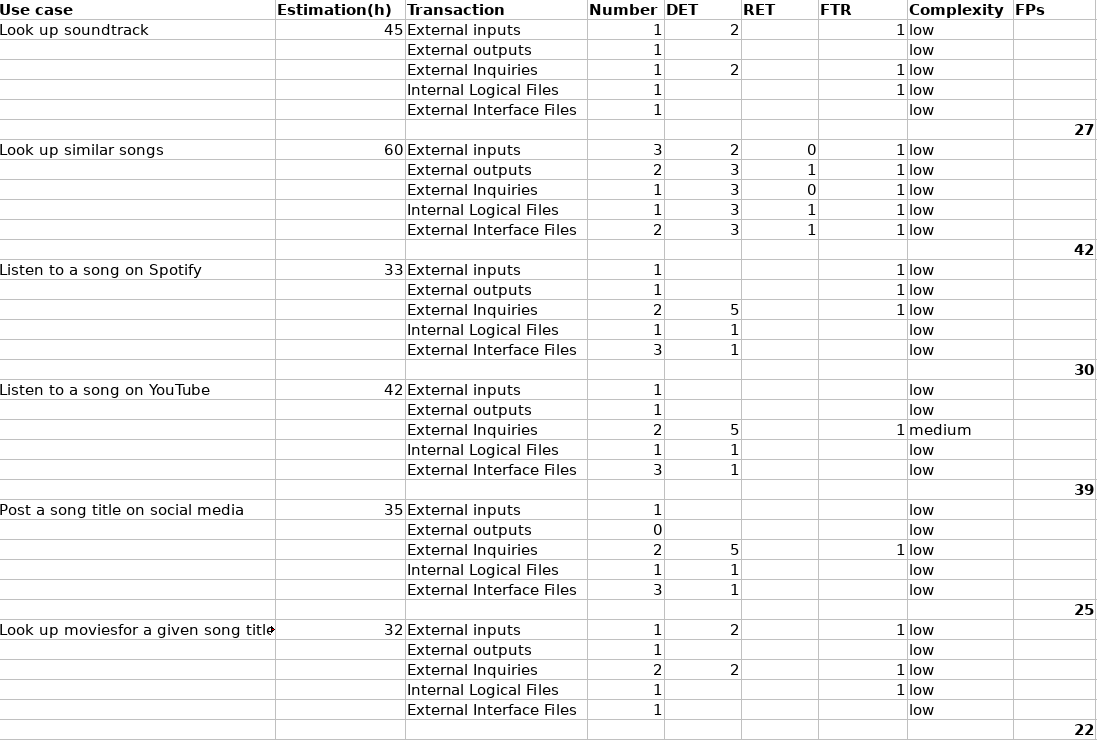 Use case Estimation(h) Transaction Number DET RET FTR Complexity FPs
Look up soundtrack 45 External inputs 1 2 1 low
External outputs 1 low
External Inquiries 1 2 1 low
Internal Logical Files 1 1 low
External Interface Files 1 low
27
Look up similar songs 60 External inputs 3 2 0 1 low
External outputs 2 3 1 1 low
External Inquiries 1 3 0 1 low
Internal Logical Files 1 3 1 1 low
External Interface Files 2 3 1 1 low
42
Listen to a song on Spotify 33 External inputs 1 1 low
External outputs 1 1 low
External Inquiries 2 5 1 low
Internal Logical Files 1 1 low
External Interface Files 3 1 low
30
Listen to a song on YouTube 42 External inputs 1 low
External outputs 1 low
External Inquiries 2 5 1 medium
Internal Logical Files 1 1 low
External Interface Files 3 1 low
39
Post a song title on social media 35 External inputs 1 low
External outputs 0 low
External Inquiries 2 5 1 low
Internal Logical Files 1 1 low
External Interface Files 3 1 low
25
Look up moviesfor a given song title 32 External inputs 1 2 1 low
External outputs 1 low
External Inquiries 2 2 1 low
Internal Logical Files 1 1 low
External Interface Files 1 low
22